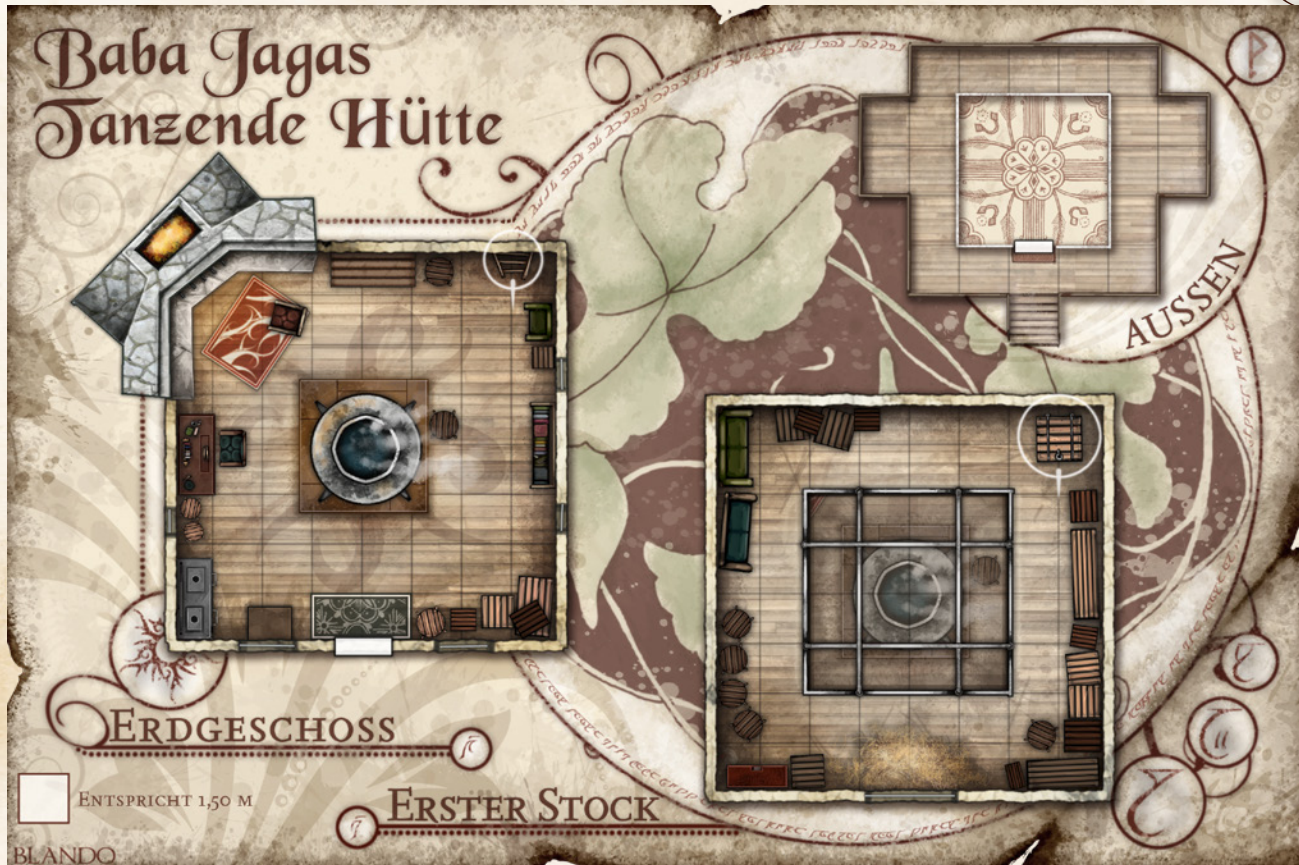 Baba Jagas
Tanzende Hütte
AUSSEN
ERDGESCHOSS
ENTSPRICHT 1,50 M
ERSTER STOCK
BLANDO